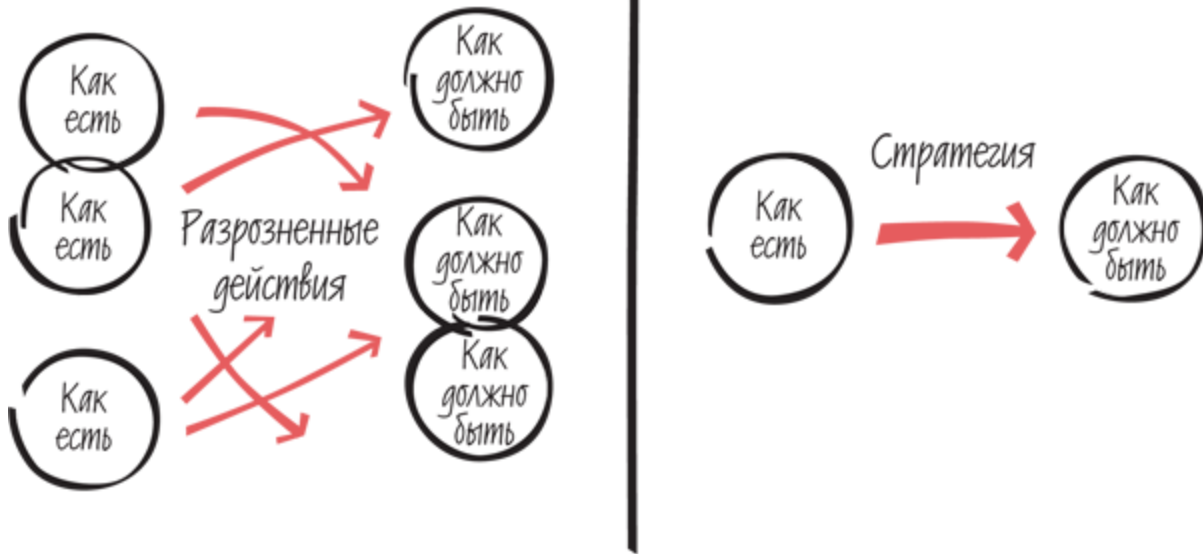 Как
есть
Как
есть
Разрозненные
действия
Как
есть
Как
должно
быть
Как
должно
быть
Как
должно
быть
Стратегия
Как
есть
Как
должно
быть